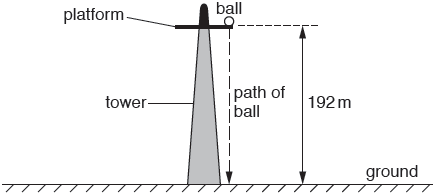 platform
ball
tower
path of
ball
192 m
ground